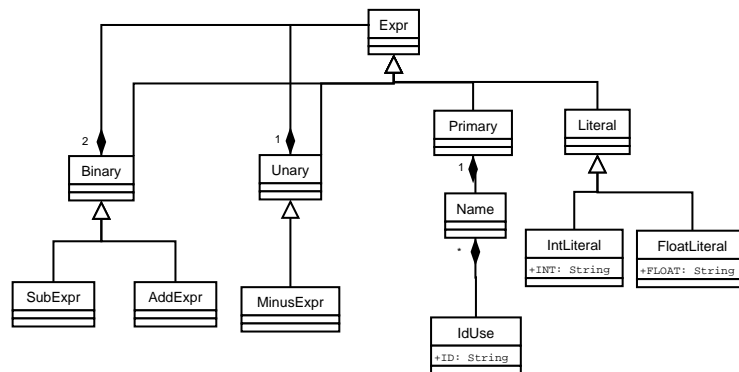 Expr
Primary
Literal
2
1
1
Binary
Unary
Name
IntLiteral
+INT: String
FloatLiteral
+FLOAT: String
*
SubExpr
AddExpr
MinusExpr
IdUse
+ID: String